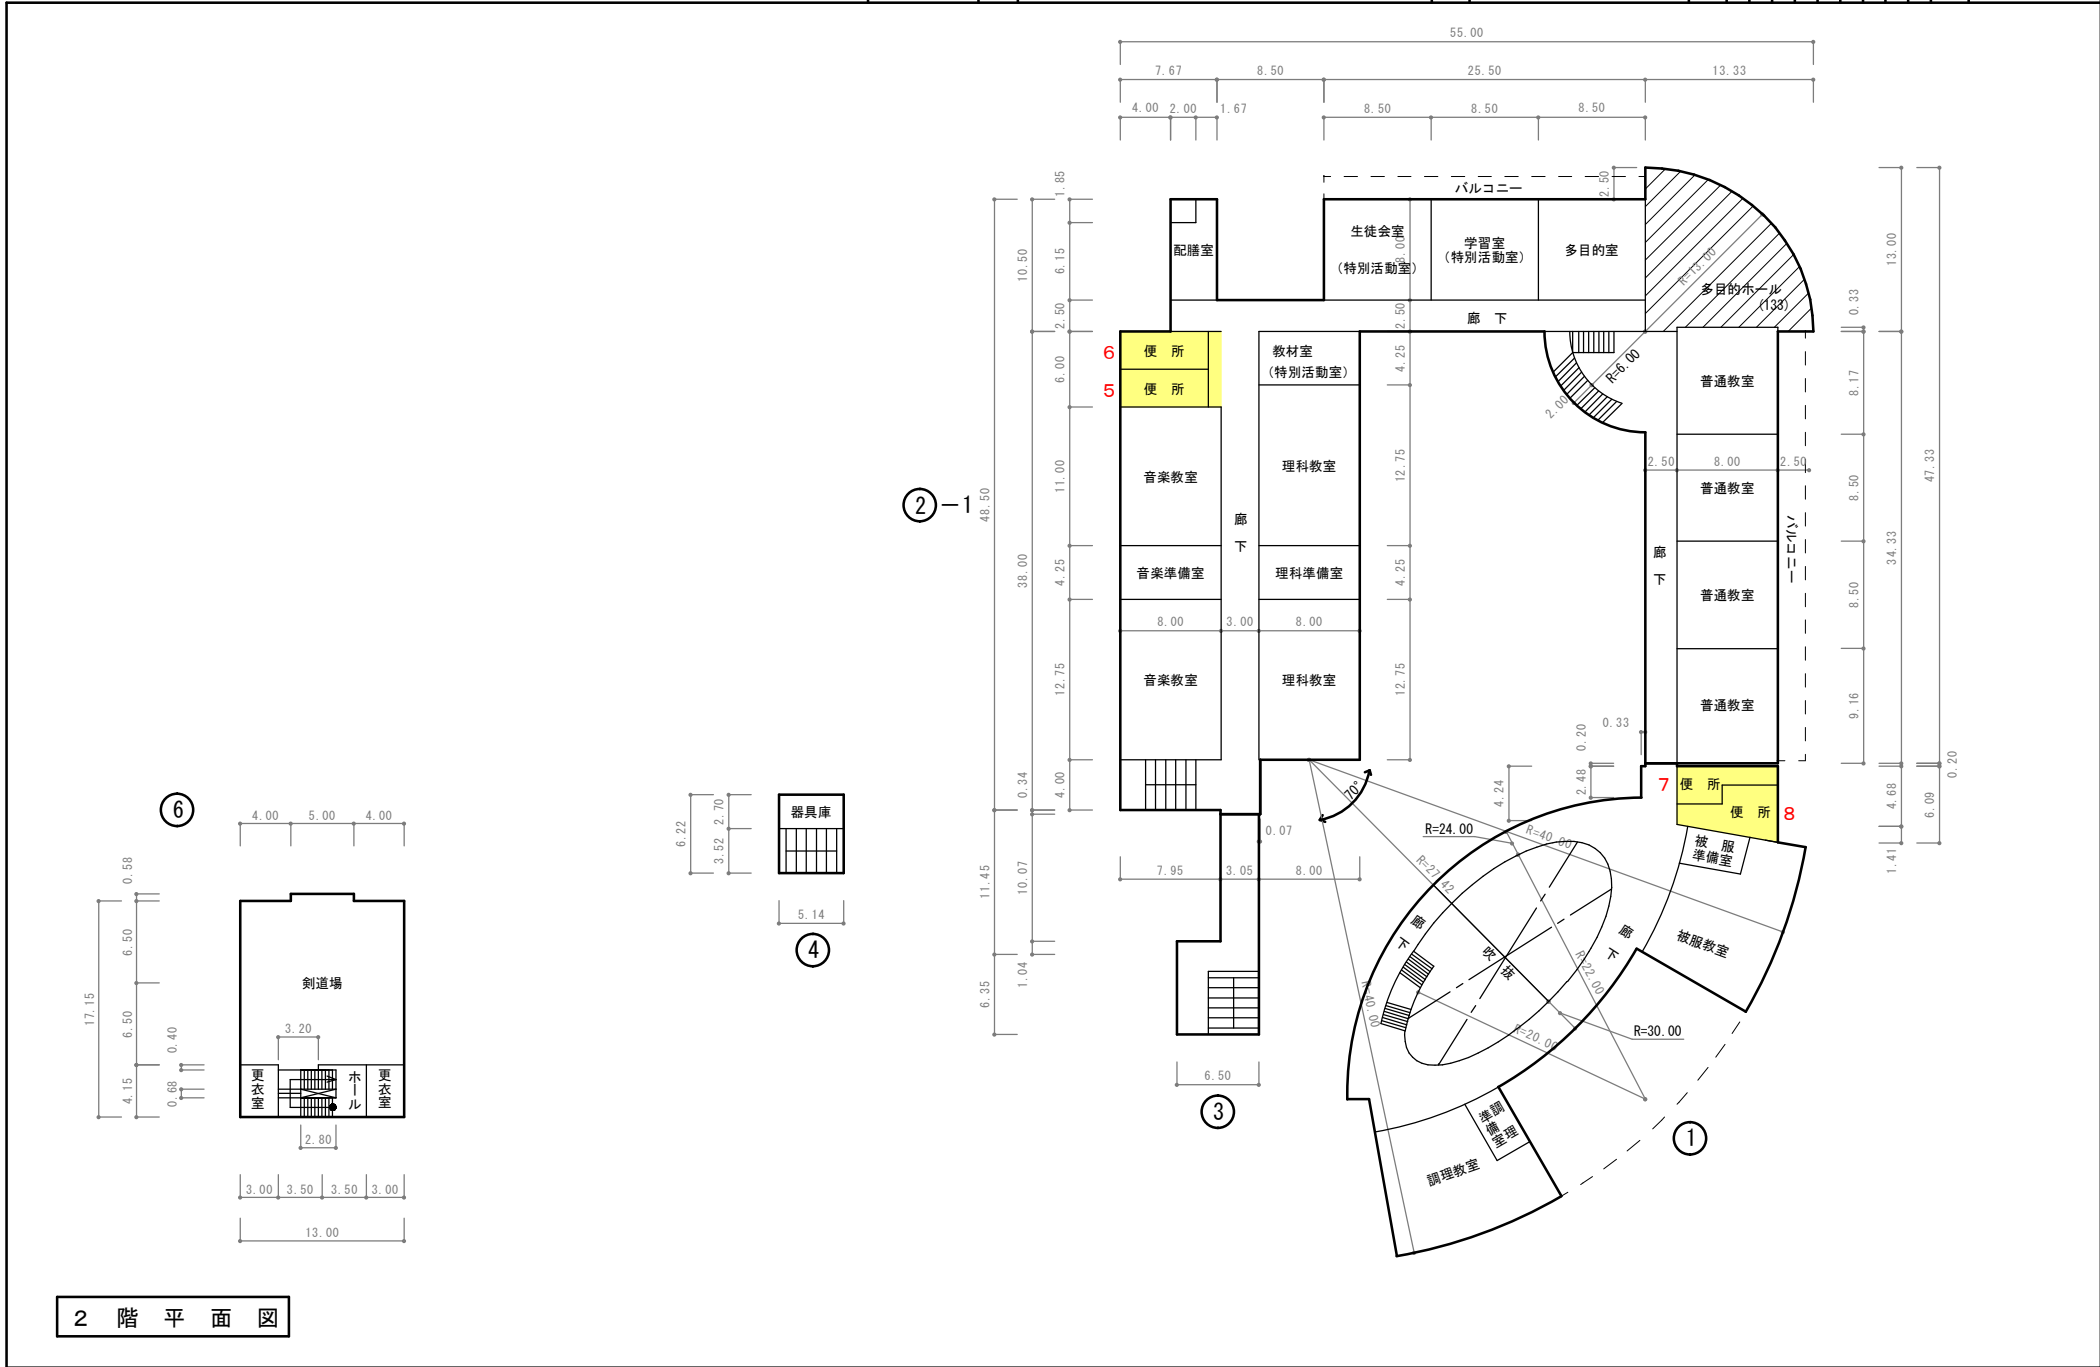 55.00
7.67 8.50 25.50 13.33
4.00 2.00 1.67 8.50 8.50 8.50
バルコニー
2.50
1.85
6.15
2.50
10.50
配膳室
生徒会室
(特別活動室)
8.00
学習室
(特別活動室)
多目的室
R=13.00
多目的ホール
(133)
13.00
0.33
廊 下
2.50
6 便 所
5 便 所
6.00
教材室
(特別活動室)
4.25
R=6.00
2.00
普通教室
8.17
音楽教室
11.00
理科教室
12.75
2.50 8.00 2.50
普通教室
8.50
47.33
②-1
48.50
38.00
廊
下
廊
下
バルコニー
34.33
音楽準備室
4.25
理科準備室
4.25
普通教室
8.50
8.00 3.00 8.00
音楽教室
12.75
理科教室
12.75
普通教室
9.16
0.33
0.20
2.48
4.24
0.20
4.68
6.09
1.41
7 便 所
便 所 8
被 服
準備室
被服教室
70°
0.34
4.00
0.07
7.95 3.05 8.00
11.45
10.07
6.35
1.04
6.50
③
R=24.00
R=40.00
R=27.42
廊
下
吹 抜
廊
下
R=22.00
R=40.00
R=20.00
R=30.00
調理
準備室
調理教室
①
⑥
4.00 5.00 4.00
0.58
17.15
6.50
6.50
0.40
4.15
0.68
剣道場
3.20
更衣室
ホール
更衣室
2.80
3.00 3.50 3.50 3.00
13.00
6.22
2.70
3.52
器具庫
5.14
④
2 階 平 面 図